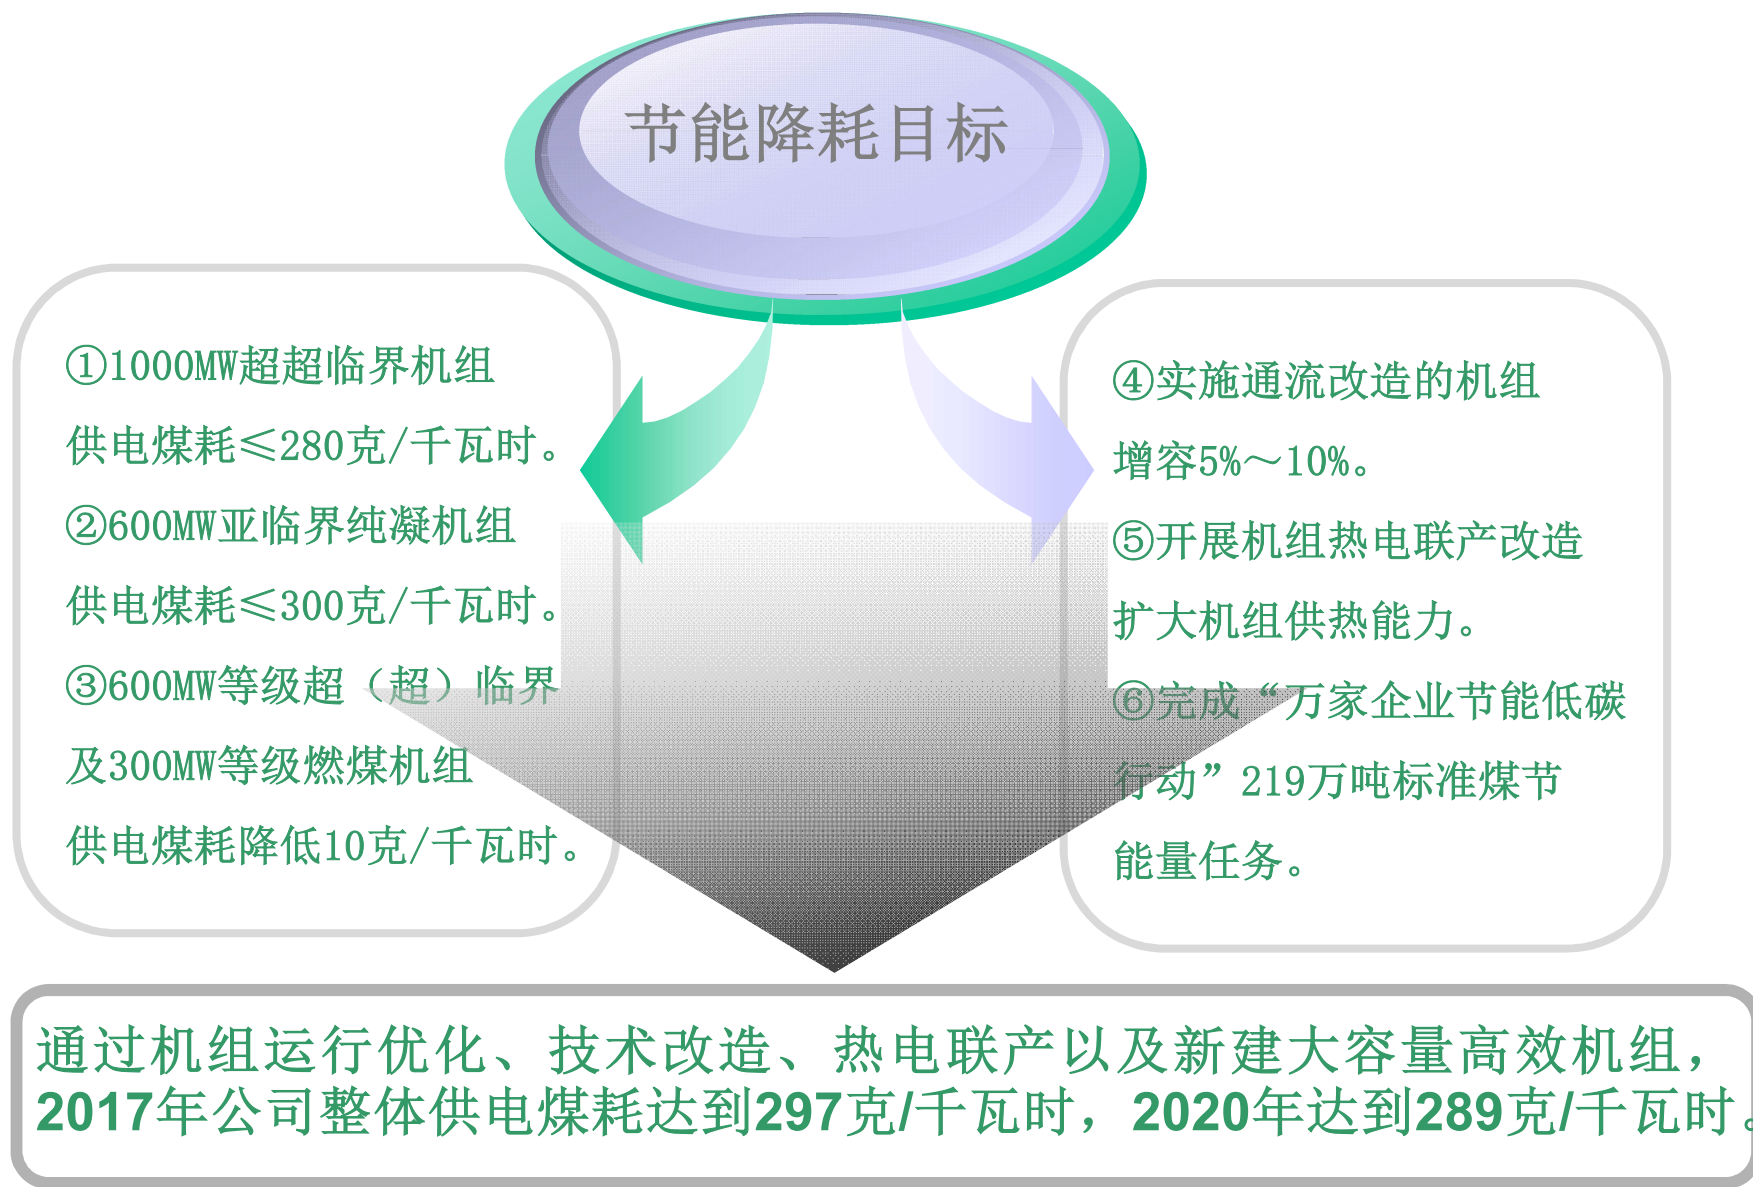 节能降耗目标
①1000MW超超临界机组
供电煤耗≤280克/千瓦时。
②600MW亚临界纯凝机组
供电煤耗≤300克/千瓦时。
③600MW等级超（超）临界
及300MW等级燃煤机组
供电煤耗降低10克/千瓦时。
④实施通流改造的机组
增容5%～10%。
⑤开展机组热电联产改造
扩大机组供热能力。
⑥完成“万家企业节能低碳
行动”219万吨标准煤节
能量任务。
通过机组运行优化、技术改造、热电联产以及新建大容量高效机组，
2017年公司整体供电煤耗达到297克/千瓦时，2020年达到289克/千瓦时。